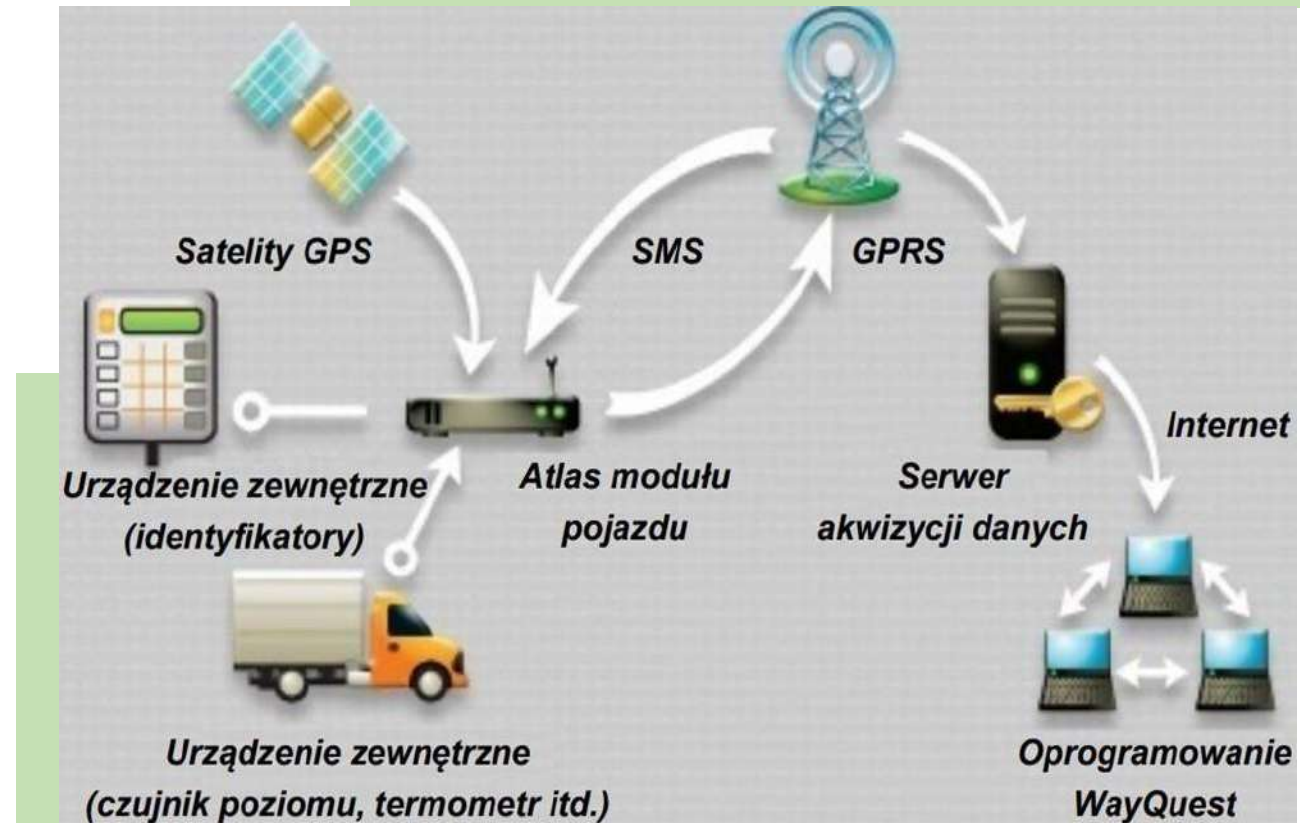 Satelity GPS
SMS
GPRS
Internet
Urządzenie zewnętrzne
(identyfikatory)
Atlas modułu
pojazdu
Serwer
akwizycji danych
Urządzenie zewnętrzne
(czujnik poziomu, termometr itd.)
Oprogramowanie
WayQuest